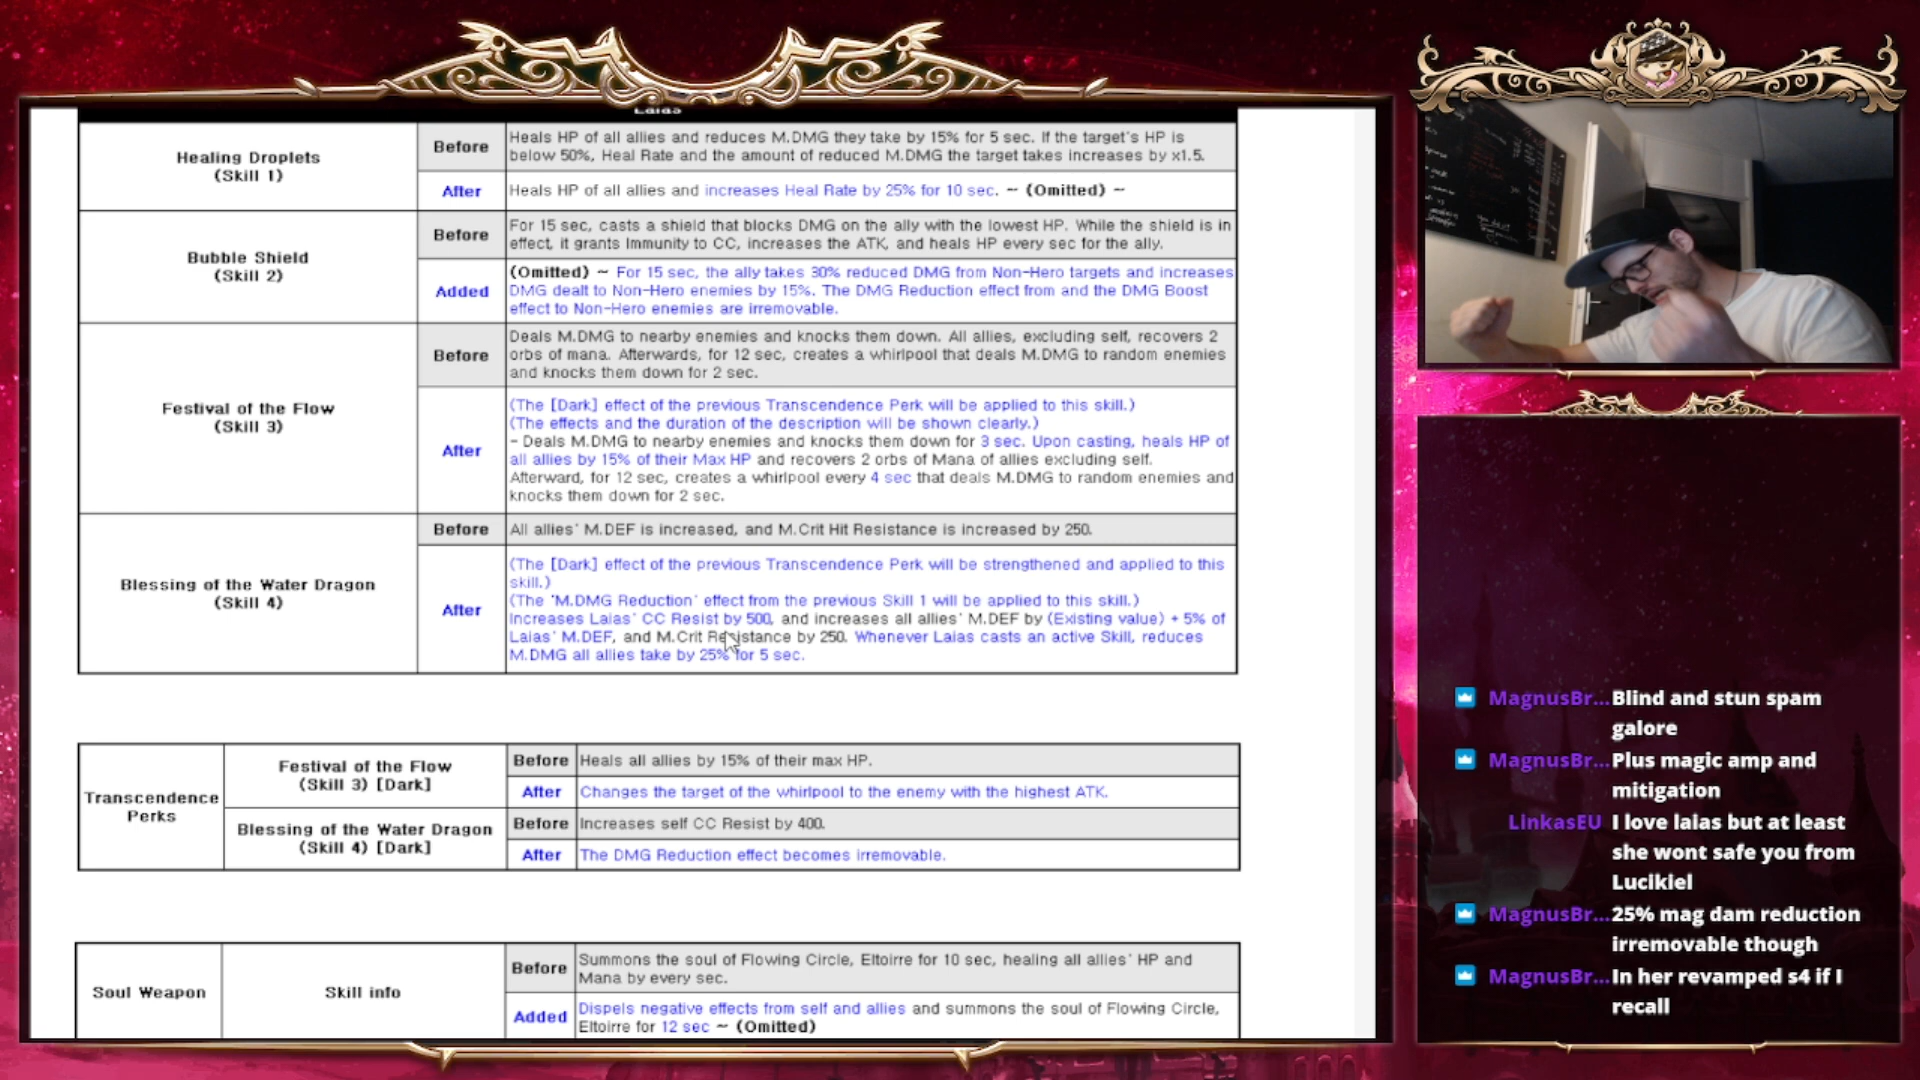 Laias
Healing Droplets
(Skill 1)
Before
Heals HP of all allies and reduces M.DMG they take by 15% for 5 sec. If the target's HP is
below 50%, Heal Rate and the amount of reduced M.DMG the target takes increases by x1.5.
After
Heals HP of all allies and increases Heal Rate by 25% for 10 sec. ~ (Omitted) ~
Bubble Shield
(Skill 2)
Before
For 15 sec, casts a shield that blocks DMG on the ally with the lowest HP. While the shield is in
effect, it grants Immunity to CC, increases the ATK, and heals HP every sec for the ally.
Added
(Omitted) ~ For 15 sec, the ally takes 30% reduced DMG from Non-Hero targets and increases
DMG dealt to Non-Hero enemies by 15%. The DMG Reduction effect from and the DMG Boost
effect to Non-Hero enemies are irremovable.
Festival of the Flow
(Skill 3)
Before
Deals M.DMG to nearby enemies and knocks them down. All allies, excluding self, recovers 2
orbs of mana. Afterwards, for 12 sec, creates a whirlpool that deals M.DMG to random enemies
and knocks them down for 2 sec.
After
(The [Dark] effect of the previous Transcendence Perk will be applied to this skill.)
(The effects and the duration of the description will be shown clearly.)
- Deals M.DMG to nearby enemies and knocks them down for 3 sec. Upon casting, heals HP of
all allies by 15% of their Max HP and recovers 2 orbs of Mana of allies excluding self.
Afterward, for 12 sec, creates a whirlpool every 4 sec that deals M.DMG to random enemies and
knocks them down for 2 sec.
Blessing of the Water Dragon
(Skill 4)
Before
All allies' M.DEF is increased, and M.Crit Hit Resistance is increased by 250.
After
(The [Dark] effect of the previous Transcendence Perk will be strengthened and applied to this
skill.)
(The 'M.DMG Reduction' effect from the previous Skill 1 will be applied to this skill.)
Increases Laias' CC Resist by 500, and increases all allies' M.DEF by (Existing value) + 5% of
Laias' M.DEF, and M.Crit Resistance by 250. Whenever Laias casts an active Skill, reduces
M.DMG all allies take by 25% for 5 sec.
Transcendence
Perks
Festival of the Flow
(Skill 3) [Dark]
Before
Heals all allies by 15% of their max HP.
After
Changes the target of the whirlpool to the enemy with the highest ATK.
Blessing of the Water Dragon
(Skill 4) [Dark]
Before
Increases self CC Resist by 400.
After
The DMG Reduction effect becomes irremovable.
Soul Weapon
Skill info
Before
Summons the soul of Flowing Circle, Eltoirre for 10 sec, healing all allies' HP and
Mana by every sec.
Added
Dispels negative effects from self and allies and summons the soul of Flowing Circle,
Eltoirre for 12 sec ~ (Omitted)
MagnusBr... Blind and stun spam
galore
MagnusBr... Plus magic amp and
mitigation
LinkasEU I love laias but at least
she wont safe you from
Lucikiel
MagnusBr... 25% mag dam reduction
irremovable though
MagnusBr... In her revamped s4 if I
recall